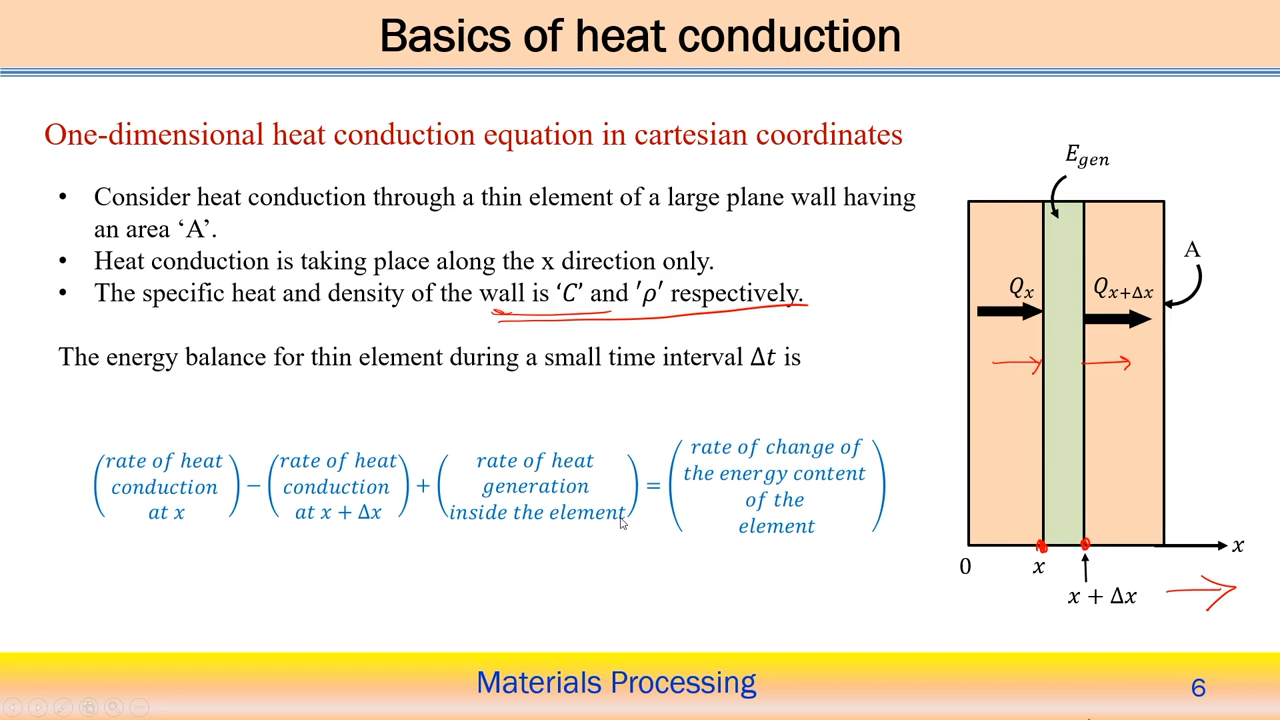 Basics of heat conduction
One-dimensional heat conduction equation in cartesian coordinates
• Consider heat conduction through a thin element of a large plane wall having
an area ‘A’.
• Heat conduction is taking place along the x direction only.
• The specific heat and density of the wall is ‘C’ and ′ρ′ respectively.
The energy balance for thin element during a small time interval Δt is
(rate of heat conduction at x) − (rate of heat conduction at x + Δx) + (rate of heat generation inside the element) = (rate of change of the energy content of the element)
E_gen
A
Q_x
Q_{x+Δx}
0
x
x
x + Δx
Materials Processing
6